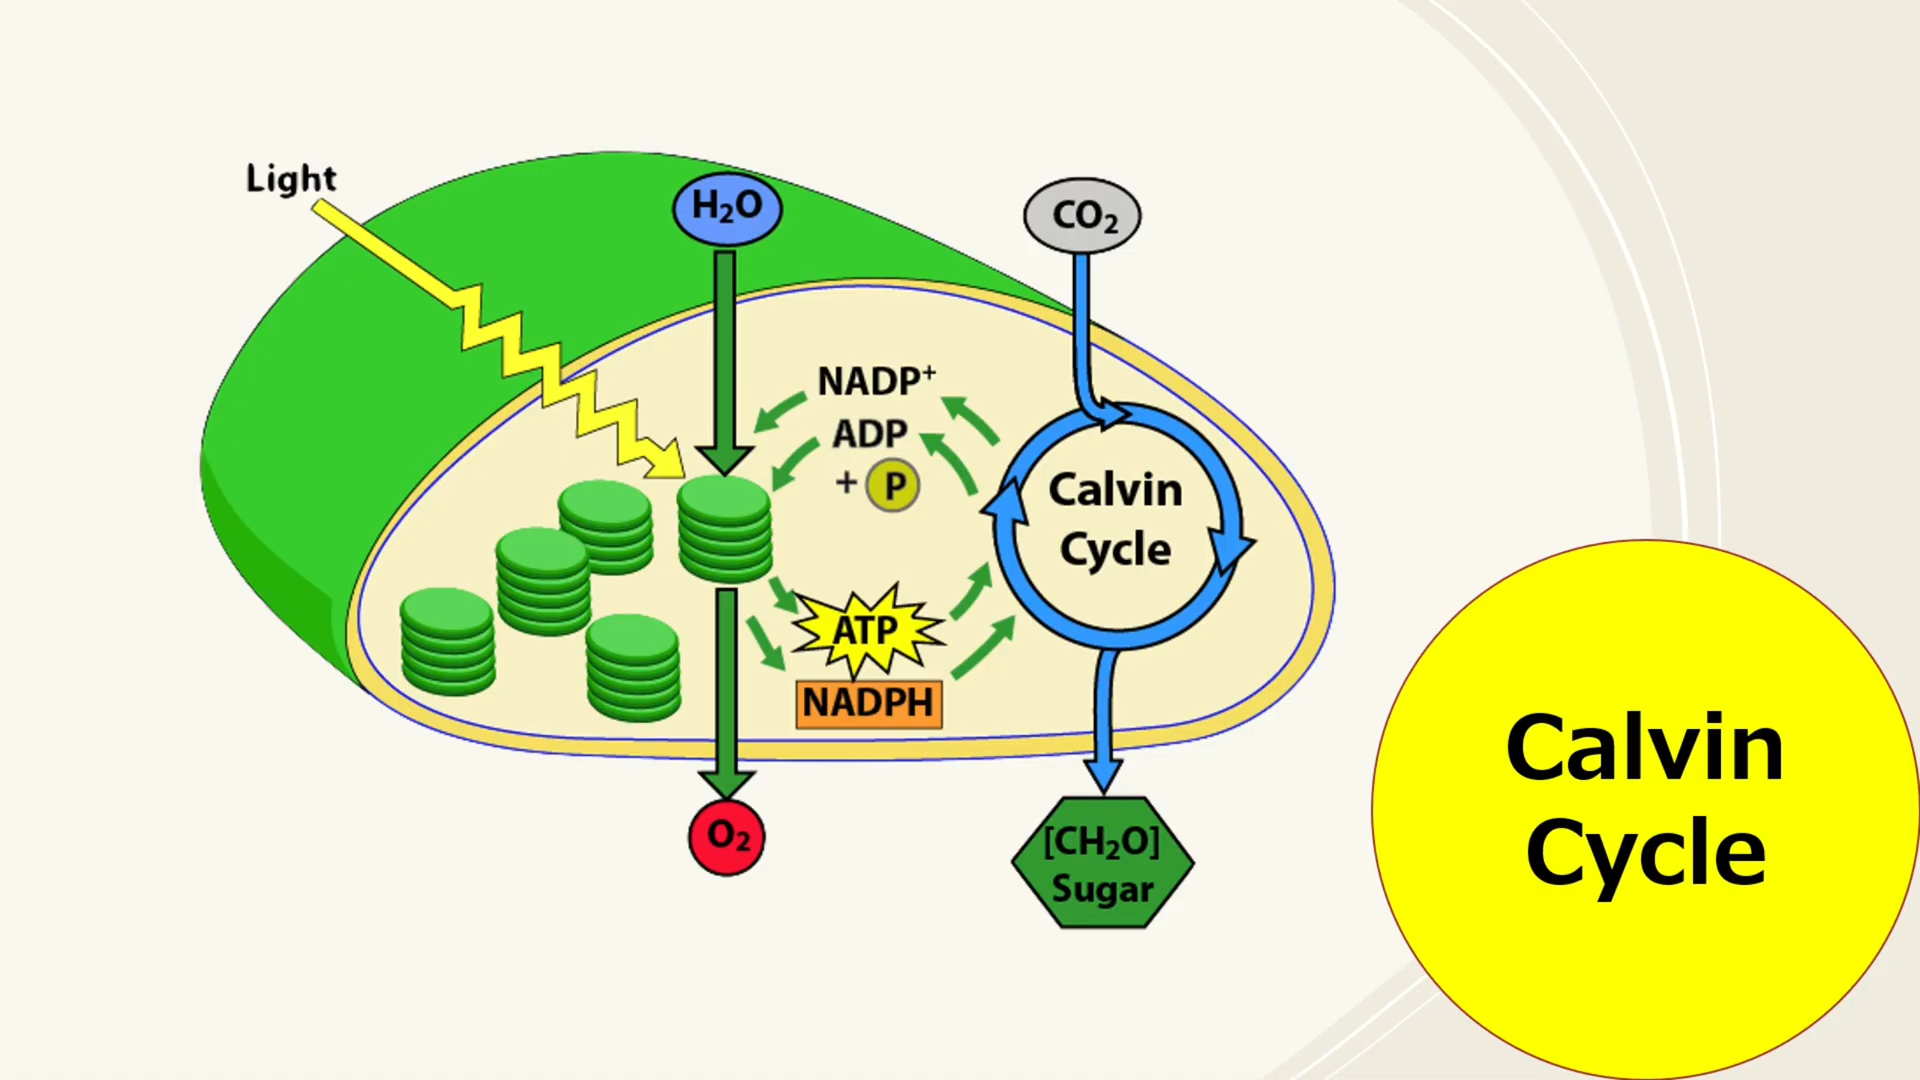 Light
H₂O
CO₂
NADP⁺
ADP
+ P
Calvin
Cycle
ATP
NADPH
O₂
[CH₂O]
Sugar
Calvin
Cycle